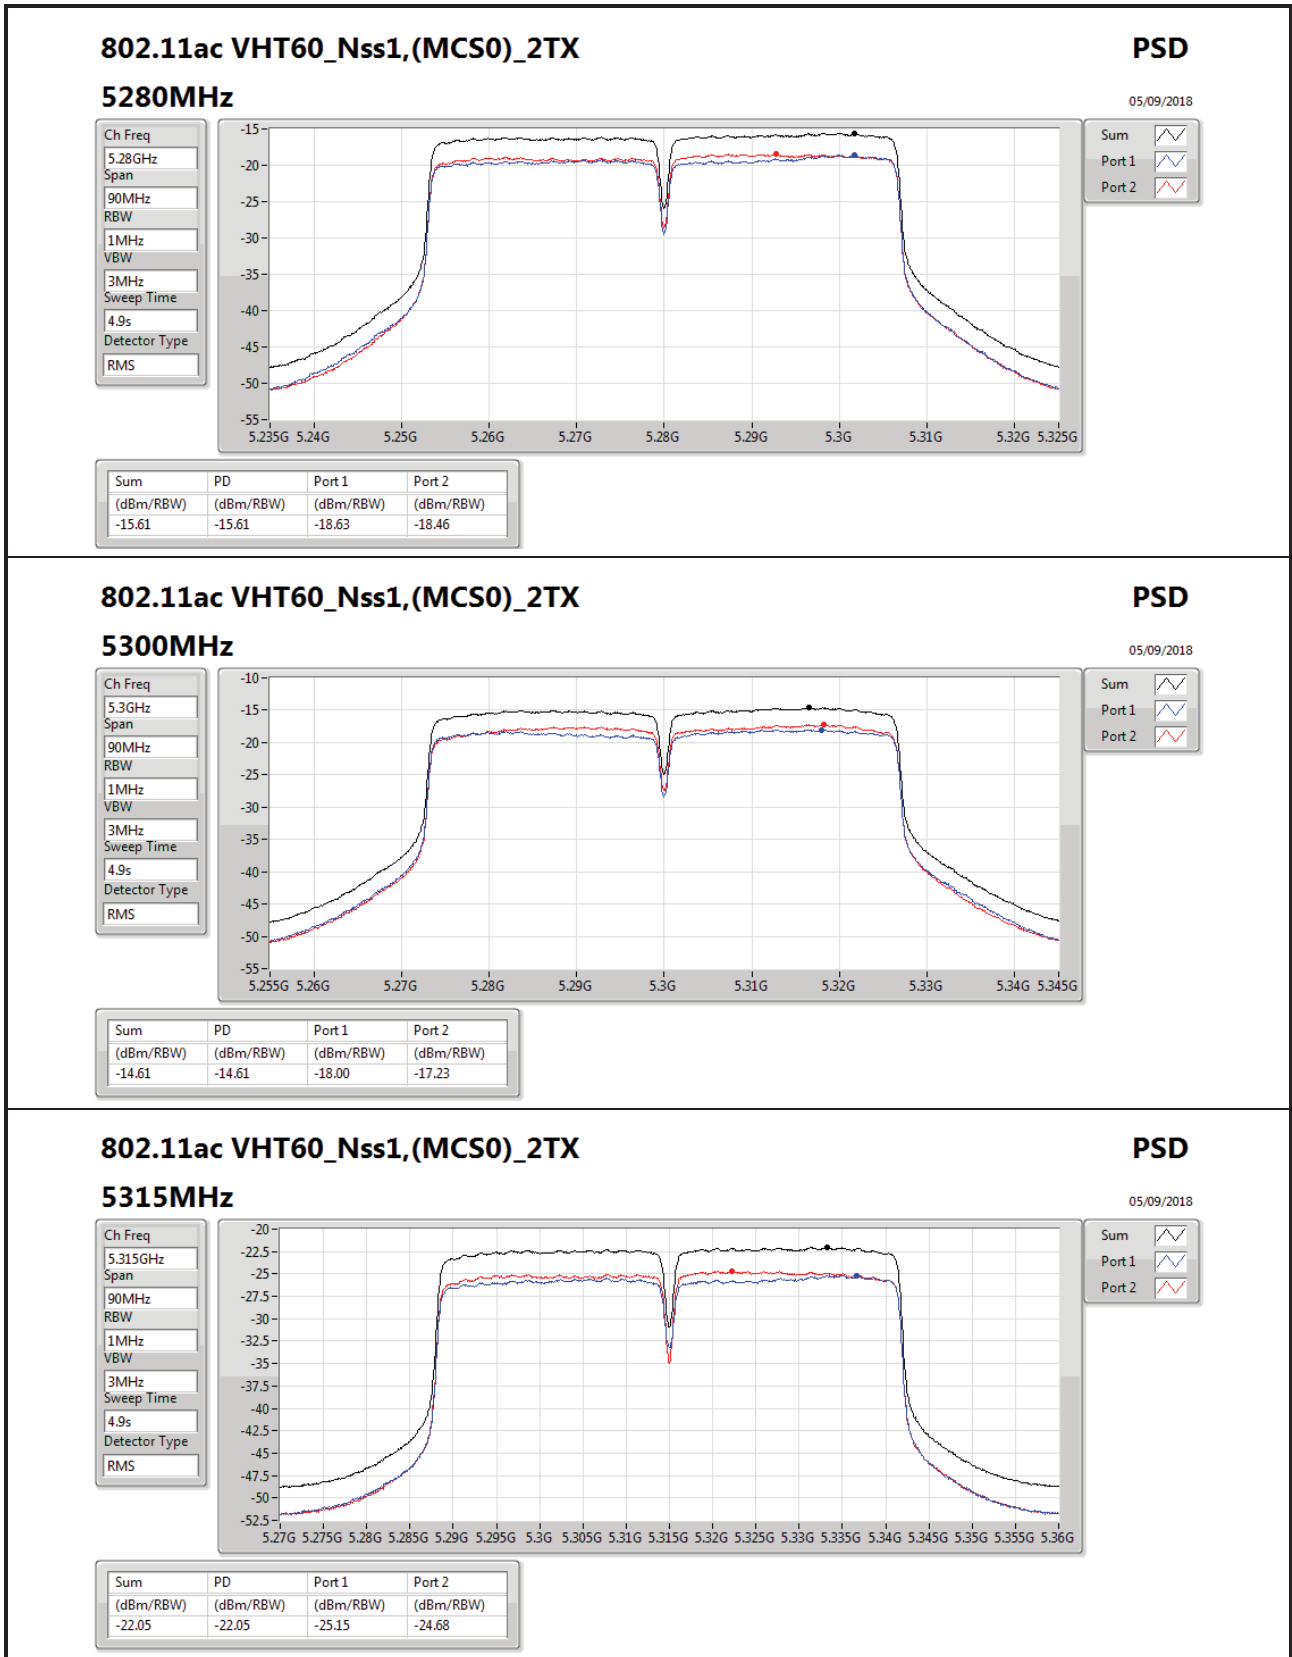 802.11ac VHT60_Nss1,(MCS0)_2TX PSD
5280MHz 05/09/2018
Ch Freq
5.28GHz
Span
90MHz
RBW
1MHz
VBW
3MHz
Sweep Time
4.9s
Detector Type
RMS
-15
-20
-25
-30
-35
-40
-45
-50
-55
5.235G 5.24G 5.25G 5.26G 5.27G 5.28G 5.29G 5.3G 5.31G 5.32G 5.325G
Sum
Port 1
Port 2
Sum PD Port 1 Port 2
(dBm/RBW) (dBm/RBW) (dBm/RBW) (dBm/RBW)
-15.61 -15.61 -18.63 -18.46
802.11ac VHT60_Nss1,(MCS0)_2TX PSD
5300MHz 05/09/2018
Ch Freq
5.3GHz
Span
90MHz
RBW
1MHz
VBW
3MHz
Sweep Time
4.9s
Detector Type
RMS
-10
-15
-20
-25
-30
-35
-40
-45
-50
-55
5.255G 5.26G 5.27G 5.28G 5.29G 5.3G 5.31G 5.32G 5.33G 5.34G 5.345G
Sum
Port 1
Port 2
Sum PD Port 1 Port 2
(dBm/RBW) (dBm/RBW) (dBm/RBW) (dBm/RBW)
-14.61 -14.61 -18.00 -17.23
802.11ac VHT60_Nss1,(MCS0)_2TX PSD
5315MHz 05/09/2018
Ch Freq
5.315GHz
Span
90MHz
RBW
1MHz
VBW
3MHz
Sweep Time
4.9s
Detector Type
RMS
-20
-22.5
-25
-27.5
-30
-32.5
-35
-37.5
-40
-42.5
-45
-47.5
-50
-52.5
5.27G 5.275G 5.28G 5.285G 5.29G 5.295G 5.3G 5.305G 5.31G 5.315G 5.32G 5.325G 5.33G 5.335G 5.34G 5.345G 5.35G 5.355G 5.36G
Sum
Port 1
Port 2
Sum PD Port 1 Port 2
(dBm/RBW) (dBm/RBW) (dBm/RBW) (dBm/RBW)
-22.05 -22.05 -25.15 -24.68